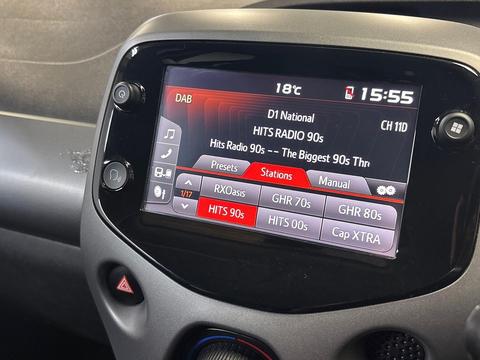 18°C
15:55
DAB
D1 National
CH 11D
HITS RADIO 90s
Hits Radio 90s -- The Biggest 90s Thr
Presets Stations Manual
1/17
RXOasis GHR 70s GHR 80s
HITS 90s HITS 00s Cap XTRA